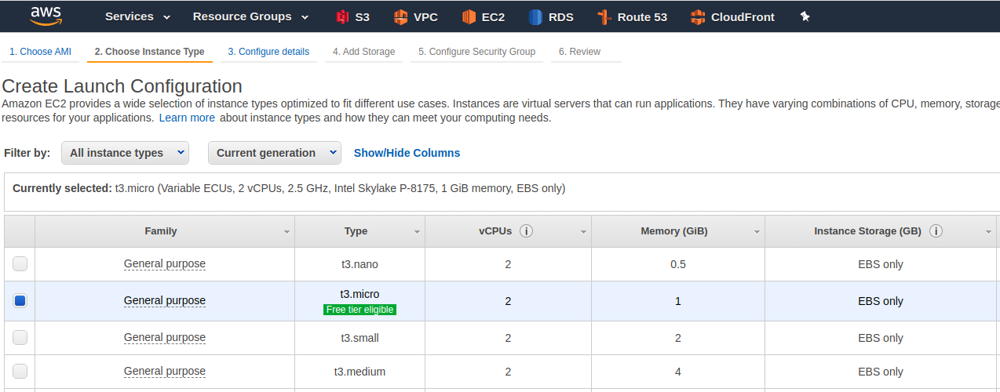 aws Services Resource Groups S3 VPC EC2 RDS Route 53 CloudFront
1. Choose AMI 2. Choose Instance Type 3. Configure details 4. Add Storage 5. Configure Security Group 6. Review
Create Launch Configuration
Amazon EC2 provides a wide selection of instance types optimized to fit different use cases. Instances are virtual servers that can run applications. They have varying combinations of CPU, memory, storage
resources for your applications. Learn more about instance types and how they can meet your computing needs.
Filter by: All instance types Current generation Show/Hide Columns
Currently selected: t3.micro (Variable ECUs, 2 vCPUs, 2.5 GHz, Intel Skylake P-8175, 1 GiB memory, EBS only)
Family Type vCPUs i Memory (GiB) Instance Storage (GB) i
General purpose t3.nano 2 0.5 EBS only
General purpose t3.micro 2 1 EBS only
Free tier eligible
General purpose t3.small 2 2 EBS only
General purpose t3.medium 2 4 EBS only